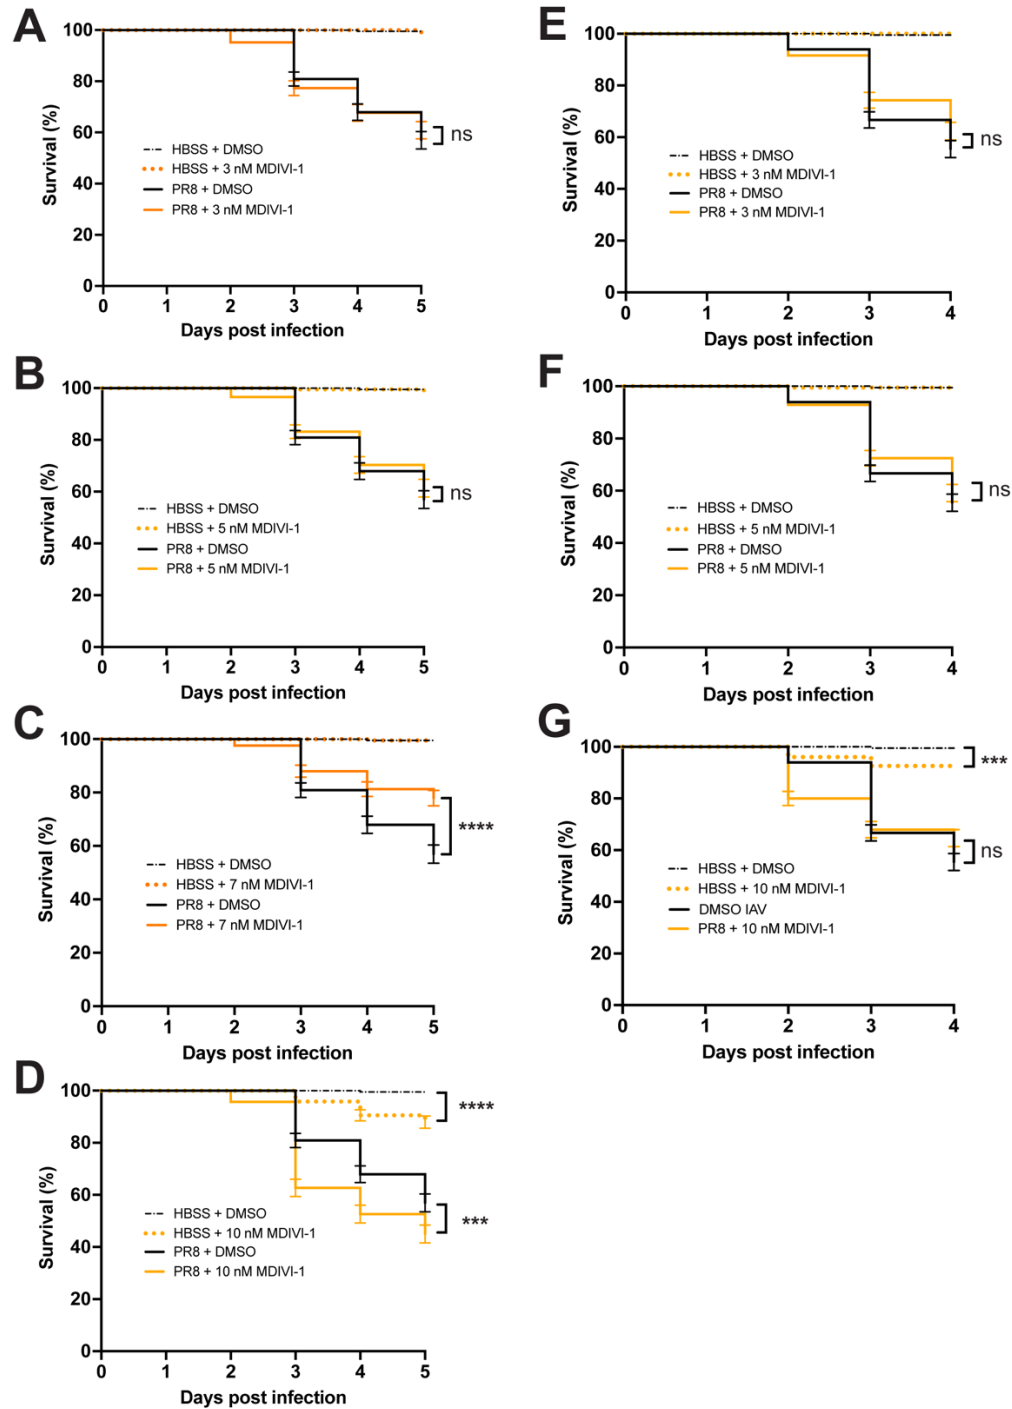 A
Survival (%)
100
80
60
40
20
0
HBSS + DMSO
HBSS + 3 nM MDIVI-1
PR8 + DMSO
PR8 + 3 nM MDIVI-1
ns
0 1 2 3 4 5
Days post infection
E
Survival (%)
100
80
60
40
20
0
HBSS + DMSO
HBSS + 3 nM MDIVI-1
PR8 + DMSO
PR8 + 3 nM MDIVI-1
ns
0 1 2 3 4
Days post infection
B
Survival (%)
100
80
60
40
20
0
HBSS + DMSO
HBSS + 5 nM MDIVI-1
PR8 + DMSO
PR8 + 5 nM MDIVI-1
ns
0 1 2 3 4 5
Days post infection
F
Survival (%)
100
80
60
40
20
0
HBSS + DMSO
HBSS + 5 nM MDIVI-1
PR8 + DMSO
PR8 + 5 nM MDIVI-1
ns
0 1 2 3 4
Days post infection
C
Survival (%)
100
80
60
40
20
0
HBSS + DMSO
HBSS + 7 nM MDIVI-1
PR8 + DMSO
PR8 + 7 nM MDIVI-1
****
0 1 2 3 4 5
Days post infection
G
Survival (%)
100
80
60
40
20
0
***
ns
HBSS + DMSO
HBSS + 10 nM MDIVI-1
DMSO IAV
PR8 + 10 nM MDIVI-1
0 1 2 3 4
Days post infection
D
Survival (%)
100
80
60
40
20
0
****
***
HBSS + DMSO
HBSS + 10 nM MDIVI-1
PR8 + DMSO
PR8 + 10 nM MDIVI-1
0 1 2 3 4 5
Days post infection